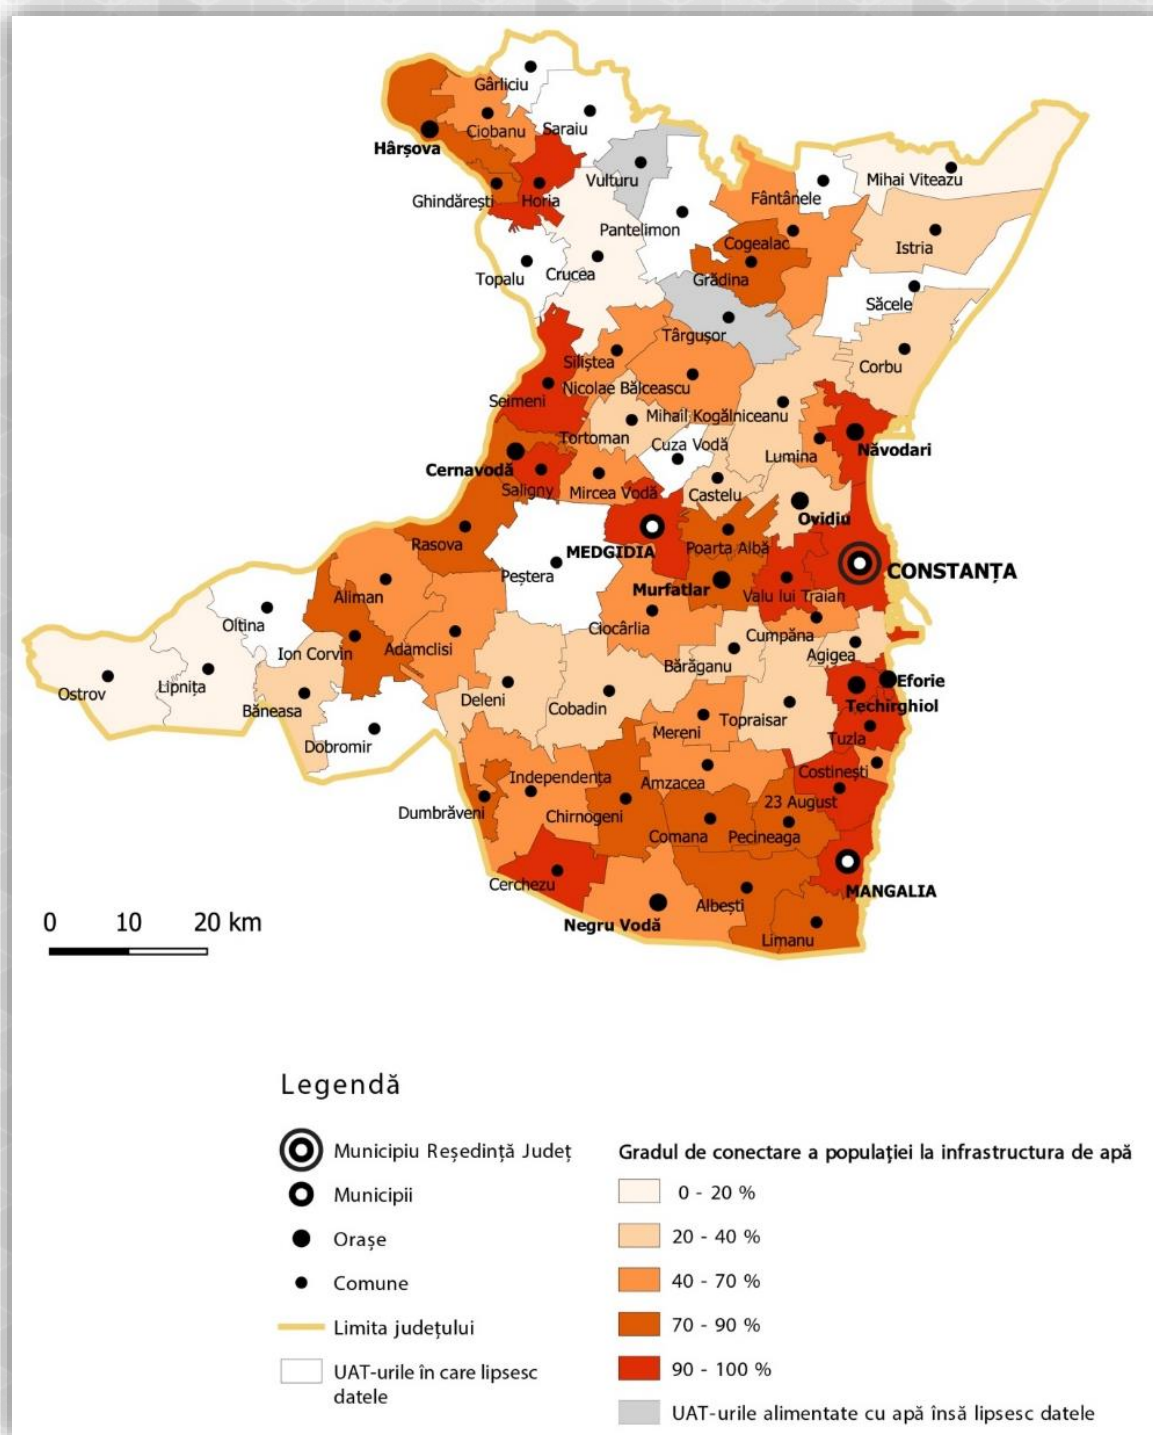 Gârliciu
Ciobanu
Saraiu
Hârșova
Ghindărești
Horia
Vulturu
Mihai Viteazu
Fântânele
Pantelimon
Cogealac
Istria
Topalu
Crucea
Grădina
Săcele
Târgușor
Siliștea
Corbu
Nicolae Bălcescu
Seimeni
Mihail Kogălniceanu
Tortoman
Cuza Vodă
Lumina
Năvodari
Cernavodă
Saligny
Mircea Vodă
Castelu
Ovidiu
Rasova
MEDGIDIA
Poarta Albă
Peștera
CONSTANȚA
Murfatlar
Valu lui Traian
Aliman
Oltina
Ciocârlia
Ion Corvin
Adamclisi
Cumpăna
Agigea
Bărăganu
Ostrov
Lipnița
Eforie
Băneasa
Deleni
Cobadin
Techirghiol
Topraisar
Mereni
Tuzla
Dobromir
Costinești
Independența
Amzacea
23 August
Dumbrăveni
Chirnogeni
Comana
Pecineaga
Cerchezu
MANGALIA
Albești
Negru Vodă
Limanu
0 10 20 km
Legendă
Municipiu Reședință Județ
Municipii
Orașe
Comune
Limita județului
UAT-urile în care lipsesc
datele
Gradul de conectare a populației la infrastructura de apă
0 - 20 %
20 - 40 %
40 - 70 %
70 - 90 %
90 - 100 %
UAT-urile alimentate cu apă însă lipsesc datele